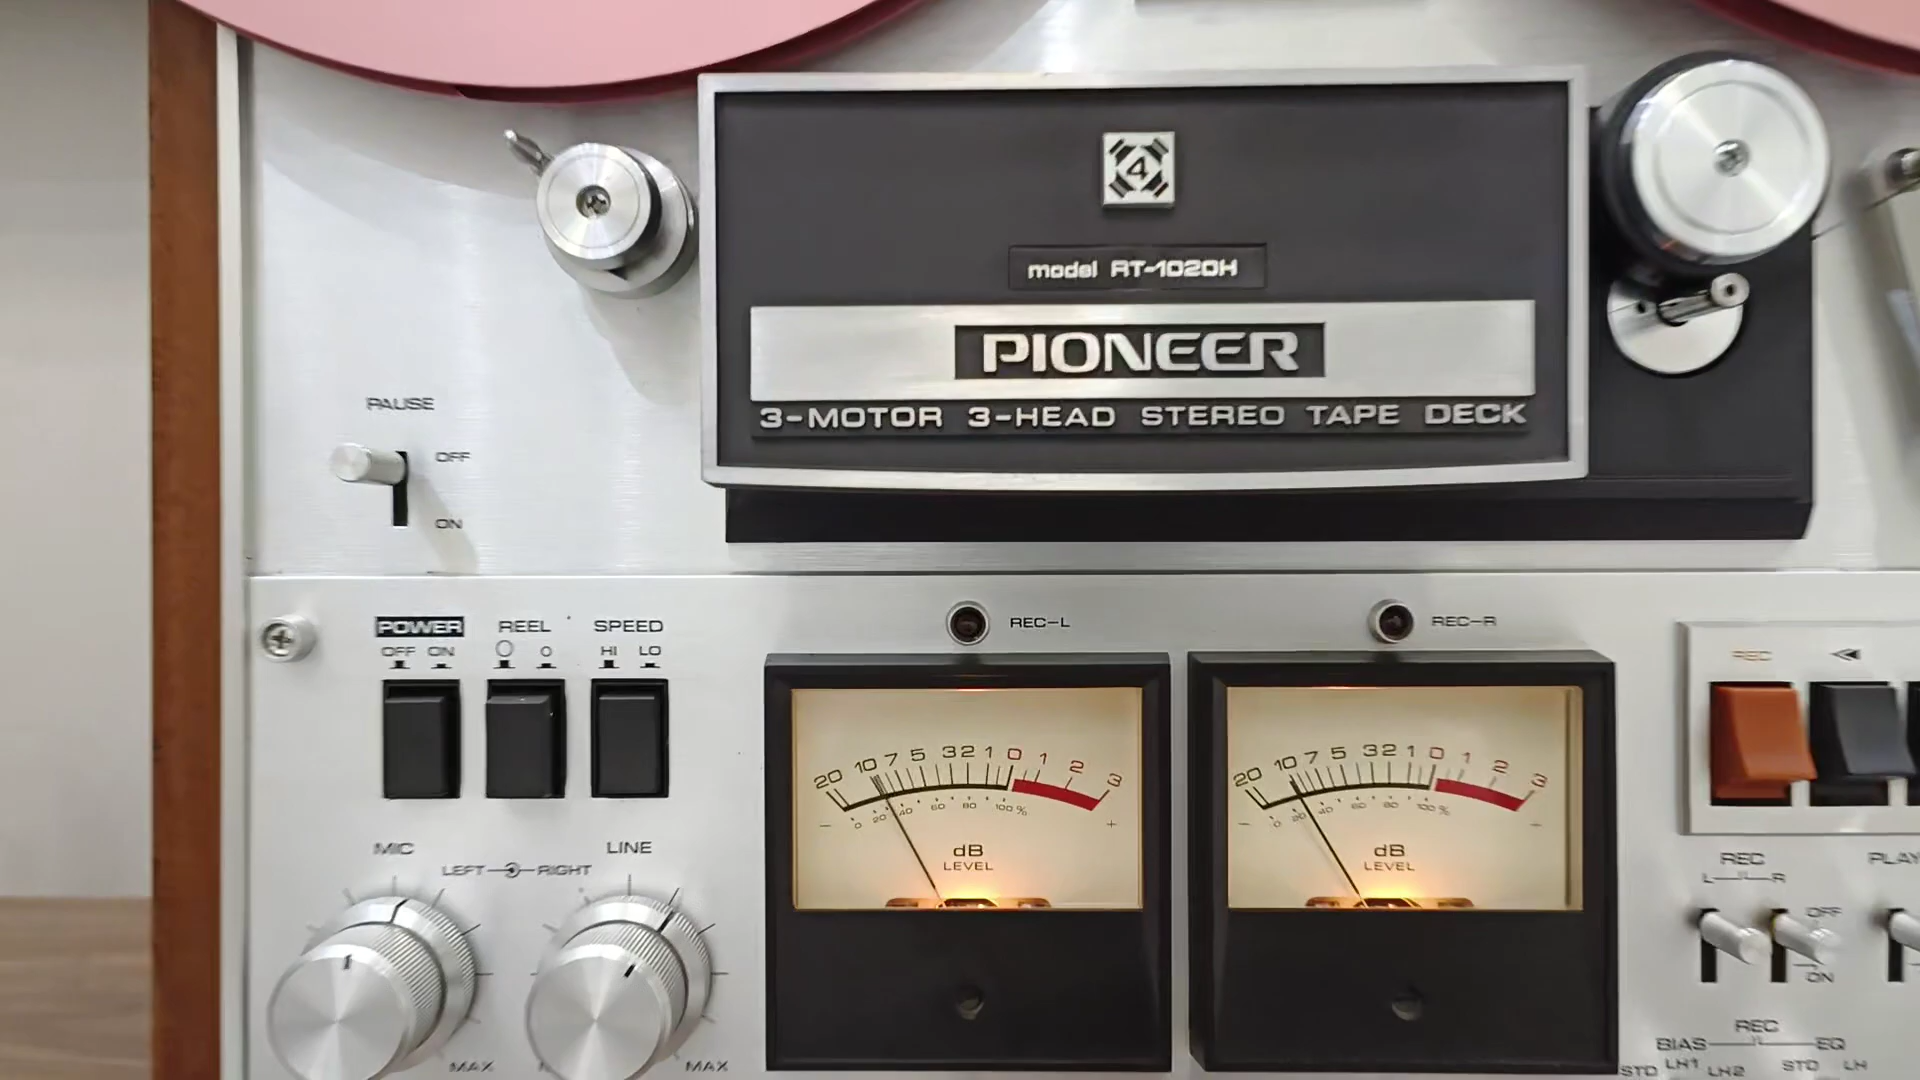 4
model RT-1020H
PIONEER
3-MOTOR 3-HEAD STEREO TAPE DECK
PAUSE
OFF
ON
POWER
OFF ON
REEL
SPEED
HI LO
REC-L
REC-R
20 10 7 5 3 2 1 0 1 2 3
0 20 40 60 80 100%
- +
dB
LEVEL
20 10 7 5 3 2 1 0 1 2 3
0 20 40 60 80 100%
-
dB
LEVEL
REC
MIC
LEFT RIGHT
LINE
MAX
MAX
REC
L R
PLAY
OFF
ON
REC
BIAS EQ
STD LH1 LH2 STD LH